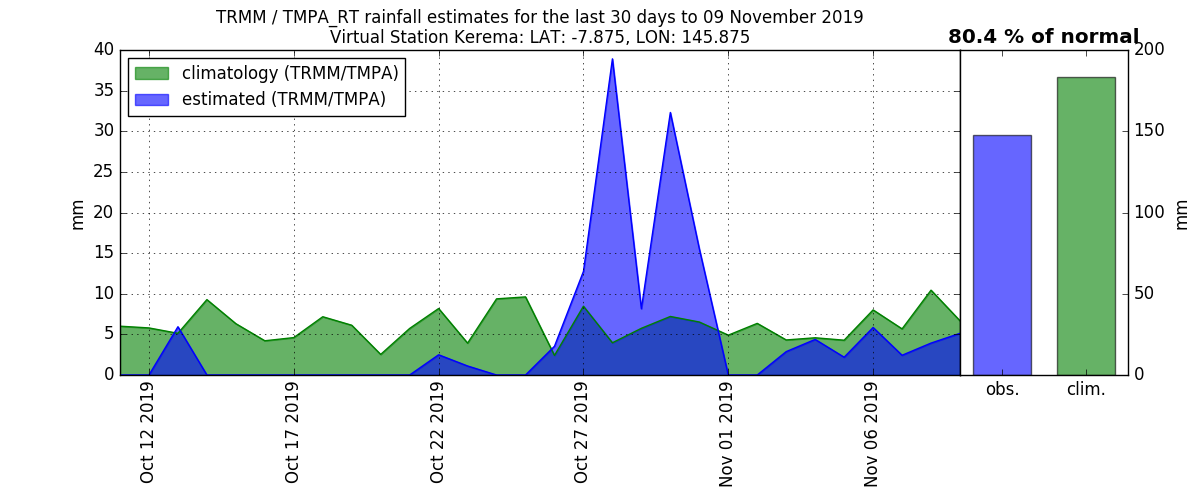 TRMM / TMPA_RT rainfall estimates for the last 30 days to 09 November 2019
Virtual Station Kerema: LAT: -7.875, LON: 145.875
80.4 % of normal
climatology (TRMM/TMPA)
estimated (TRMM/TMPA)
mm
40
35
30
25
20
15
10
5
0
Oct 12 2019
Oct 17 2019
Oct 22 2019
Oct 27 2019
Nov 01 2019
Nov 06 2019
obs.
clim.
200
150
100
50
0
mm